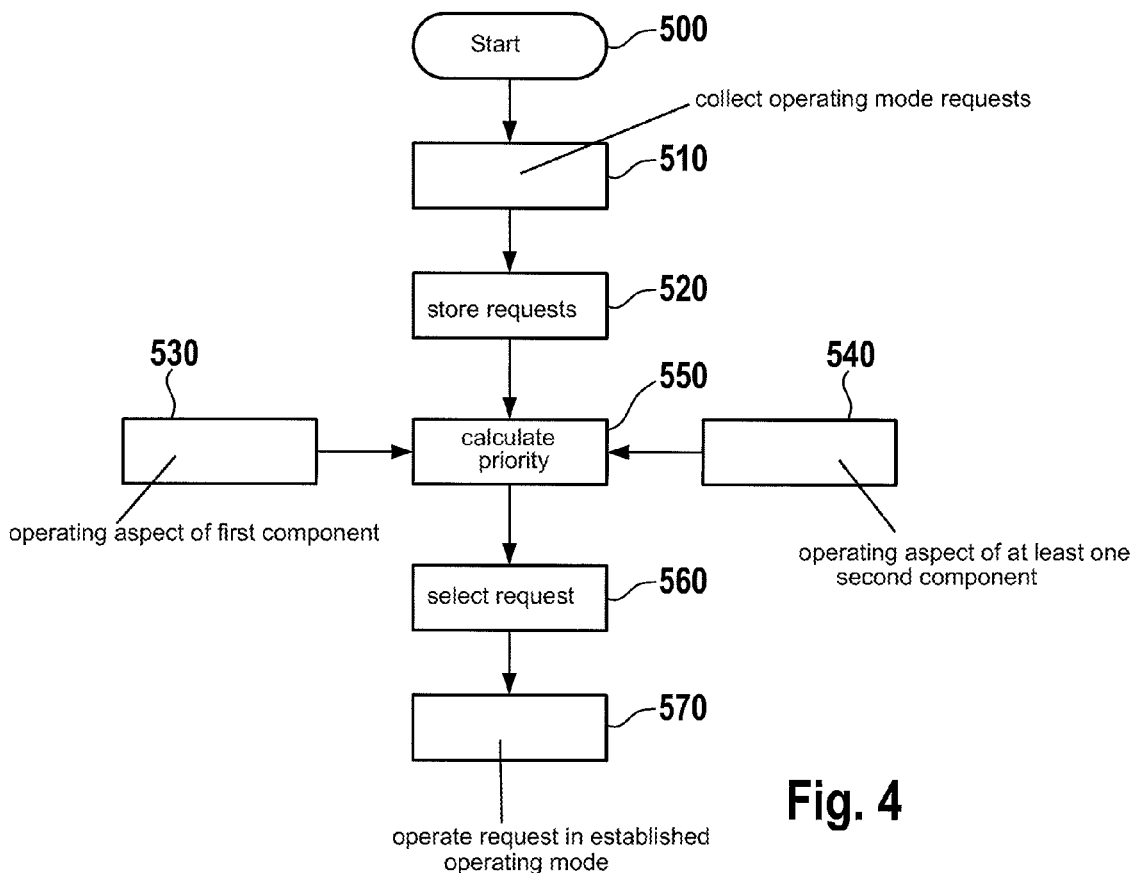 Start
500
collect operating mode requests
510
store requests
520
530
540
550
calculate
priority
operating aspect of first component
operating aspect of at least one
second component
select request
560
570
operate request in established
operating mode
Fig. 4